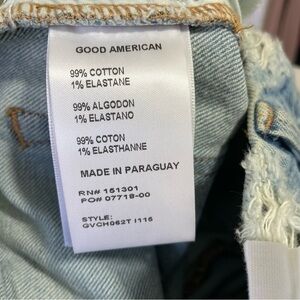 GOOD AMERICAN
99% COTTON
1% ELASTANE
99% ALGODON
1% ELASTANO
99% COTON
1% ELASTHANNE
MADE IN PARAGUAY
RN# 151301
PO# 07718-00
STYLE:
GVCH062T I115